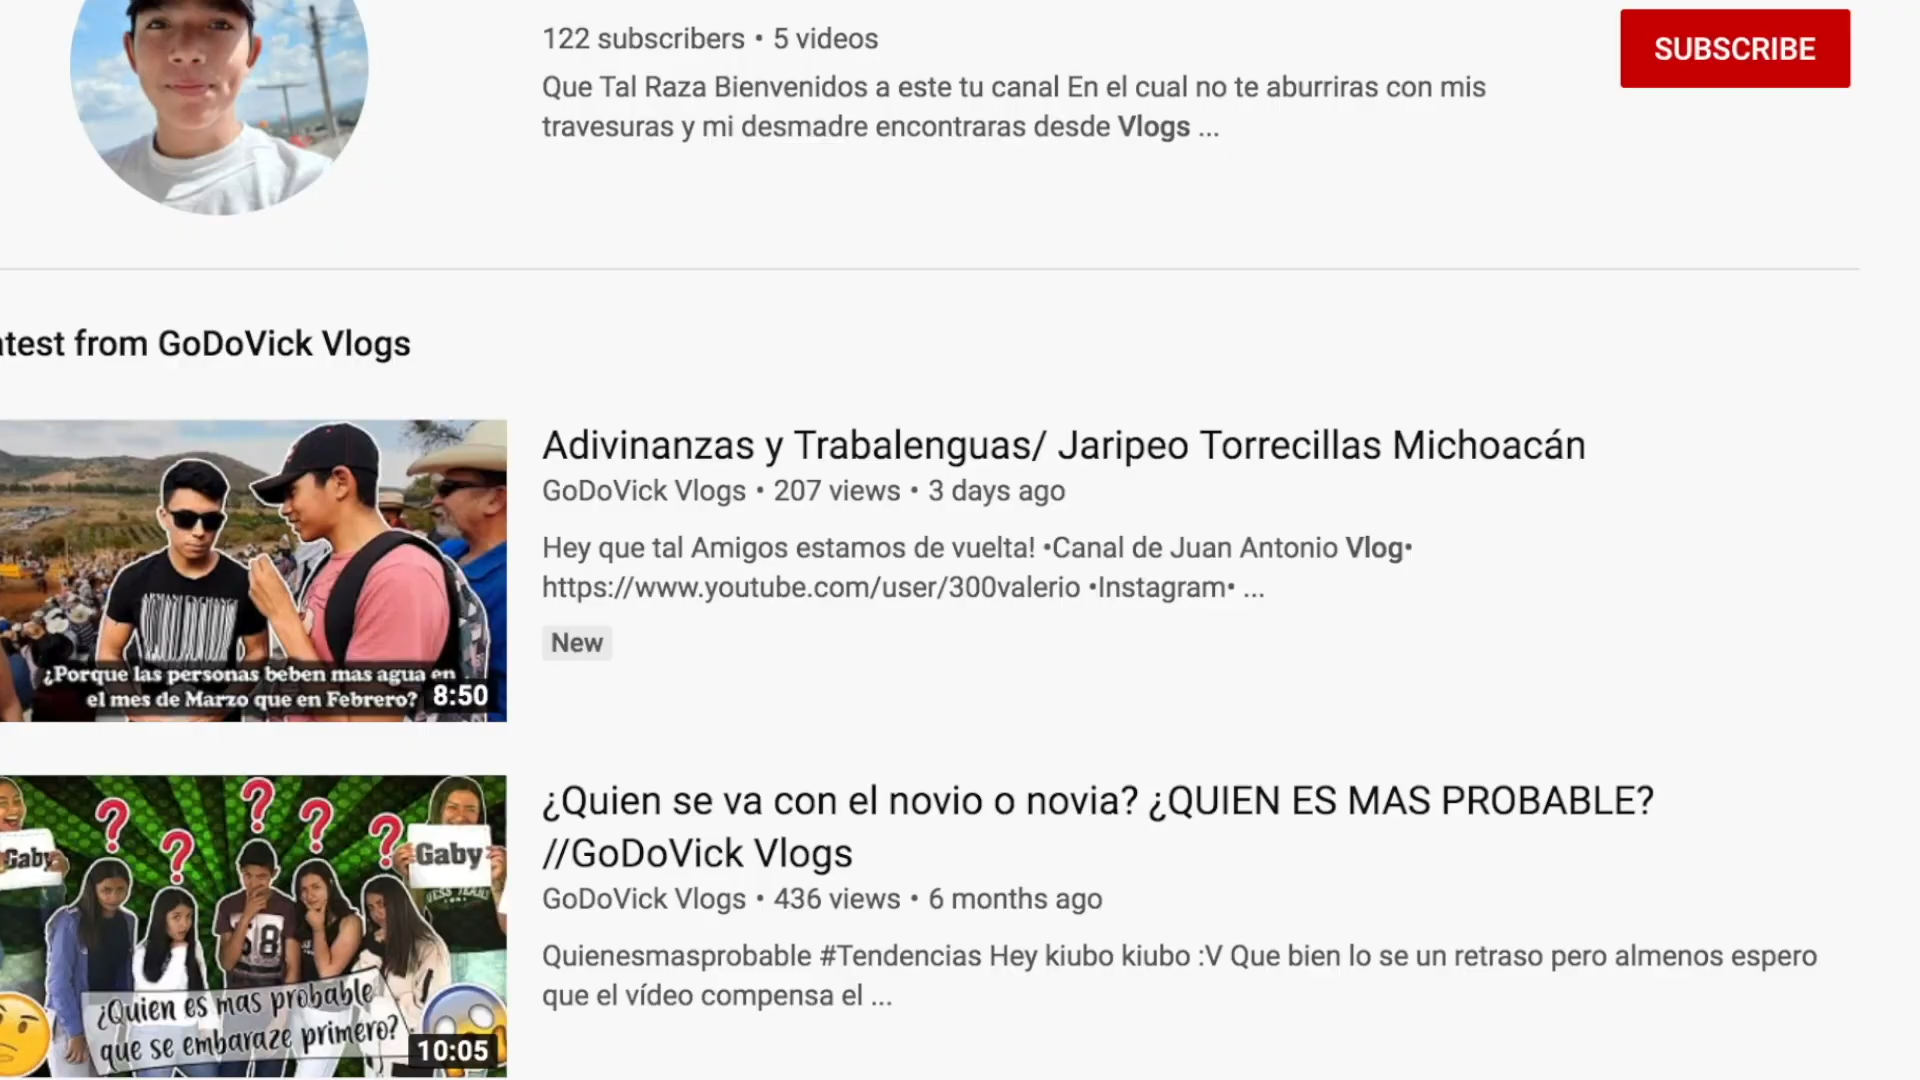 122 subscribers • 5 videos
SUBSCRIBE
Que Tal Raza Bienvenidos a este tu canal En el cual no te aburriras con mis
travesuras y mi desmadre encontraras desde Vlogs ...
from GoDoVick Vlogs
Adivinanzas y Trabalenguas/ Jaripeo Torrecillas Michoacán
GoDoVick Vlogs • 207 views • 3 days ago
Hey que tal Amigos estamos de vuelta! •Canal de Juan Antonio Vlog•
https://www.youtube.com/user/300valerio •Instagram• ...
New
ARMANI EXCHANGE
¿Porque las personas beben mas agua en
el mes de Marzo que en Febrero?
8:50
¿Quien se va con el novio o novia? ¿QUIEN ES MAS PROBABLE?
//GoDoVick Vlogs
GoDoVick Vlogs • 436 views • 6 months ago
Quienesmasprobable #Tendencias Hey kiubo kiubo :V Que bien lo se un retraso pero almenos espero
que el vídeo compensa el ...
Gaby
Gaby
68
¿Quien es mas probable
que se embaraze primero?
10:05